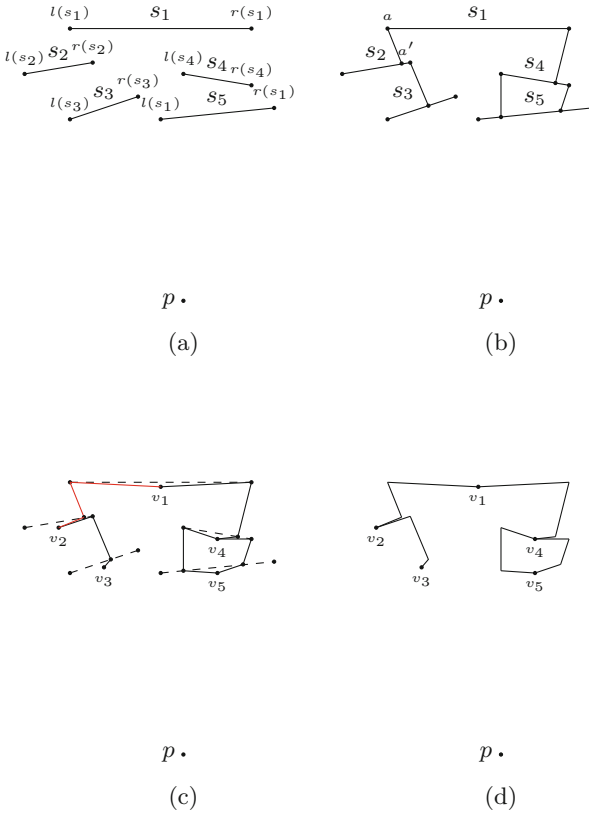 l(s1) s1 r(s1)
l(s2) s2 r(s2) l(s4) s4 r(s4)
l(s3) s3 r(s3) l(s1) s5 r(s1)
p
(a)
a s1
s2 a′ s4
s3 s5
p
(b)
v1
v2 v4
v3 v5
p
(c)
v1
v2 v4
v3 v5
p
(d)